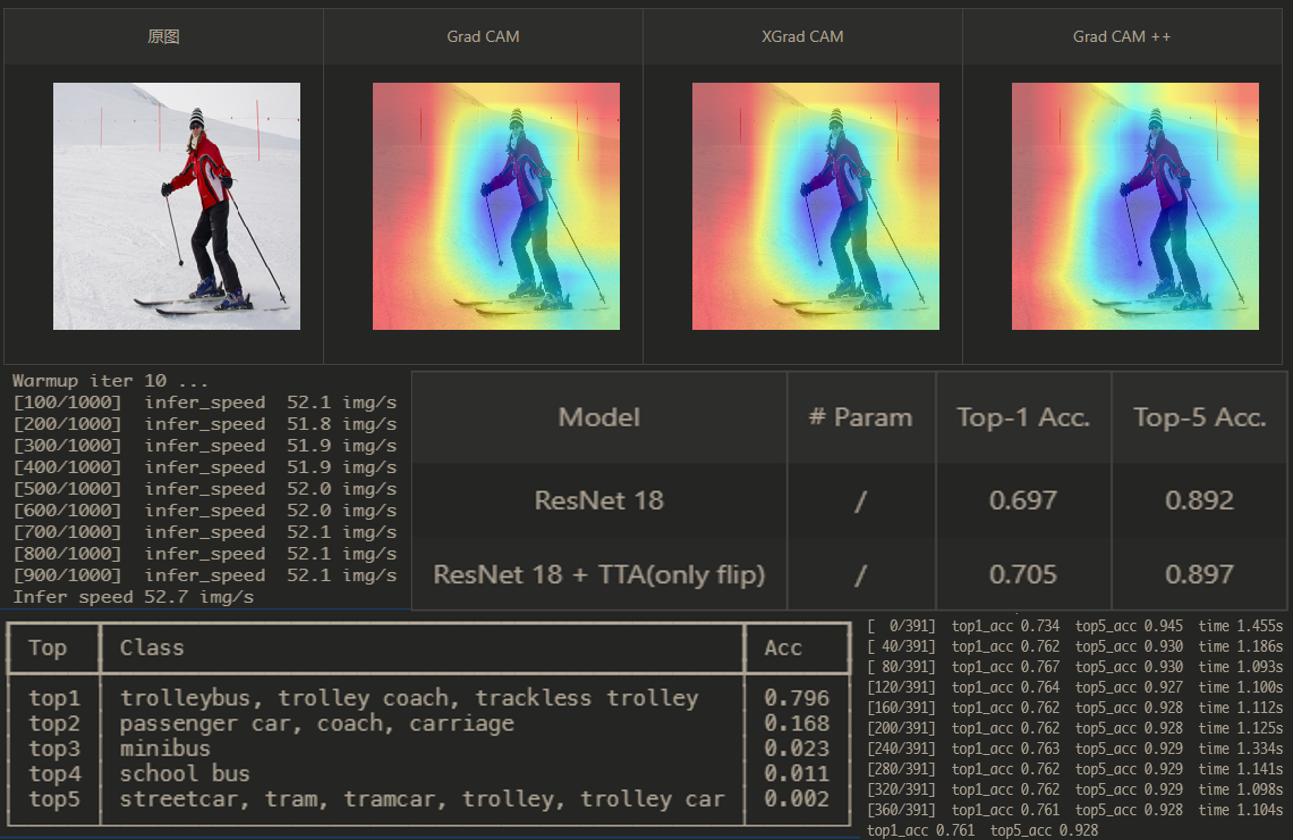 原图 Grad CAM XGrad CAM Grad CAM ++
Warmup iter 10 ...
[100/1000] infer_speed 52.1 img/s
[200/1000] infer_speed 51.8 img/s
[300/1000] infer_speed 51.9 img/s
[400/1000] infer_speed 51.9 img/s
[500/1000] infer_speed 52.0 img/s
[600/1000] infer_speed 52.0 img/s
[700/1000] infer_speed 52.1 img/s
[800/1000] infer_speed 52.1 img/s
[900/1000] infer_speed 52.1 img/s
Infer speed 52.7 img/s
Model # Param Top-1 Acc. Top-5 Acc.
ResNet 18 / 0.697 0.892
ResNet 18 + TTA(only flip) / 0.705 0.897
Top Class Acc
top1 trolleybus, trolley coach, trackless trolley 0.796
top2 passenger car, coach, carriage 0.168
top3 minibus 0.023
top4 school bus 0.011
top5 streetcar, tram, tramcar, trolley, trolley car 0.002
[ 0/391] top1_acc 0.734 top5_acc 0.945 time 1.455s
[ 40/391] top1_acc 0.762 top5_acc 0.930 time 1.186s
[ 80/391] top1_acc 0.767 top5_acc 0.930 time 1.093s
[120/391] top1_acc 0.764 top5_acc 0.927 time 1.100s
[160/391] top1_acc 0.762 top5_acc 0.928 time 1.112s
[200/391] top1_acc 0.762 top5_acc 0.928 time 1.125s
[240/391] top1_acc 0.763 top5_acc 0.929 time 1.334s
[280/391] top1_acc 0.762 top5_acc 0.929 time 1.141s
[320/391] top1_acc 0.762 top5_acc 0.929 time 1.098s
[360/391] top1_acc 0.761 top5_acc 0.928 time 1.104s
top1_acc 0.761 top5_acc 0.928